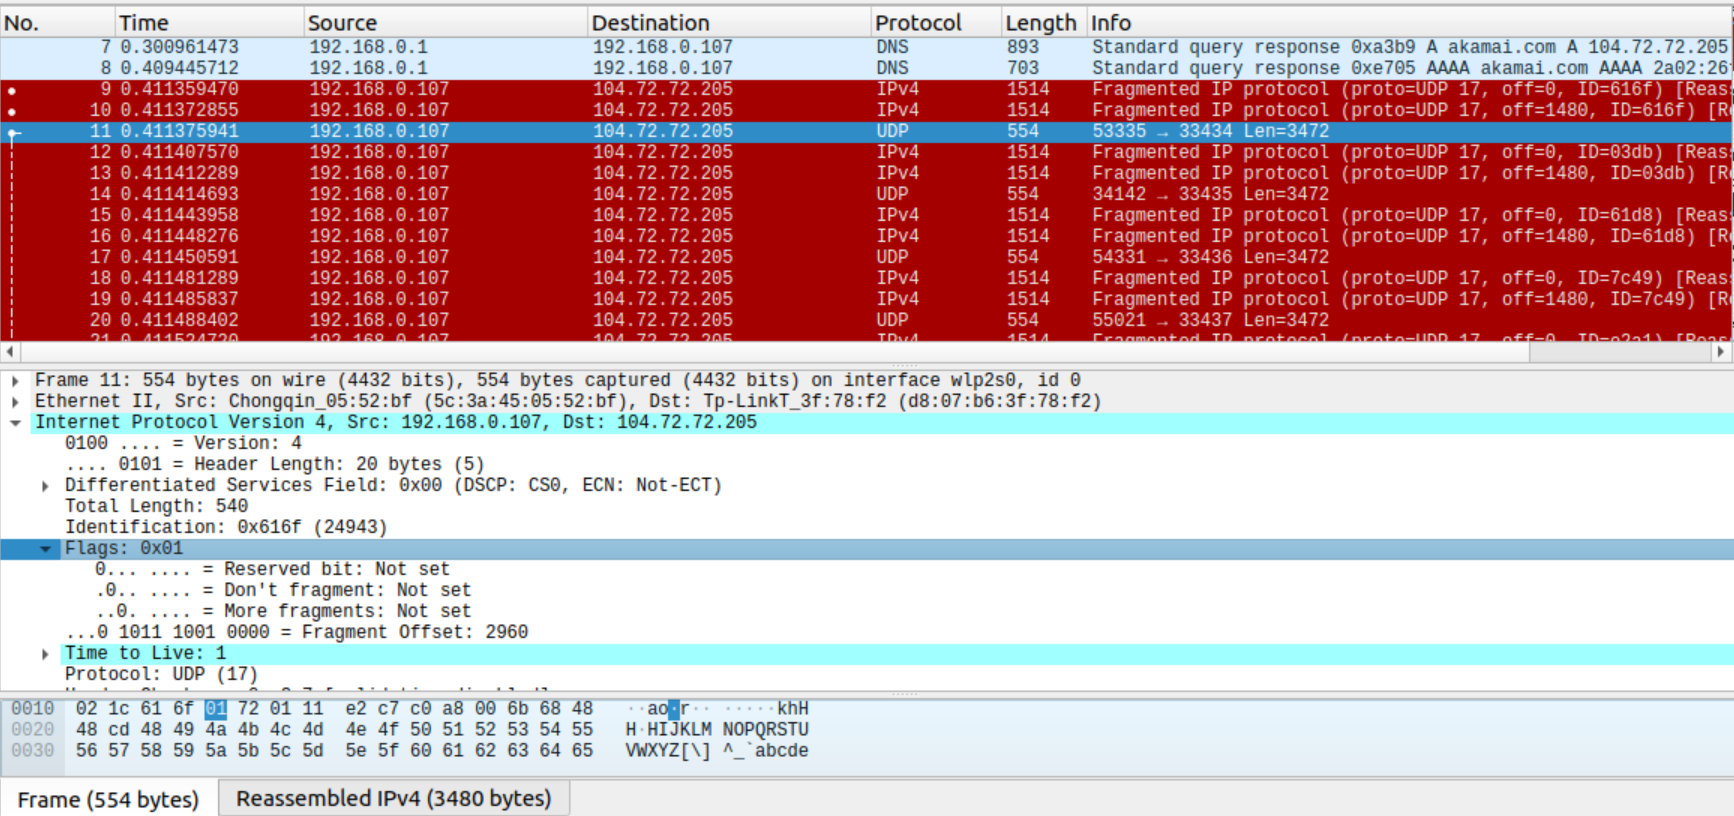 No. Time Source Destination Protocol Length Info
7 0.300961473 192.168.0.1 192.168.0.107 DNS 893 Standard query response 0xa3b9 A akamai.com A 104.72.72.205
8 0.409445712 192.168.0.1 192.168.0.107 DNS 703 Standard query response 0xe705 AAAA akamai.com AAAA 2a02:26
9 0.411359470 192.168.0.107 104.72.72.205 IPv4 1514 Fragmented IP protocol (proto=UDP 17, off=0, ID=616f) [Reas
10 0.411372855 192.168.0.107 104.72.72.205 IPv4 1514 Fragmented IP protocol (proto=UDP 17, off=1480, ID=616f) [R
11 0.411375941 192.168.0.107 104.72.72.205 UDP 554 53335 → 33434 Len=3472
12 0.411407570 192.168.0.107 104.72.72.205 IPv4 1514 Fragmented IP protocol (proto=UDP 17, off=0, ID=03db) [Reas
13 0.411412289 192.168.0.107 104.72.72.205 IPv4 1514 Fragmented IP protocol (proto=UDP 17, off=1480, ID=03db) [R
14 0.411414693 192.168.0.107 104.72.72.205 UDP 554 34142 → 33435 Len=3472
15 0.411443958 192.168.0.107 104.72.72.205 IPv4 1514 Fragmented IP protocol (proto=UDP 17, off=0, ID=61d8) [Reas
16 0.411448276 192.168.0.107 104.72.72.205 IPv4 1514 Fragmented IP protocol (proto=UDP 17, off=1480, ID=61d8) [R
17 0.411450591 192.168.0.107 104.72.72.205 UDP 554 54331 → 33436 Len=3472
18 0.411481289 192.168.0.107 104.72.72.205 IPv4 1514 Fragmented IP protocol (proto=UDP 17, off=0, ID=7c49) [Reas
19 0.411485837 192.168.0.107 104.72.72.205 IPv4 1514 Fragmented IP protocol (proto=UDP 17, off=1480, ID=7c49) [R
20 0.411488402 192.168.0.107 104.72.72.205 UDP 554 55021 → 33437 Len=3472
Frame 11: 554 bytes on wire (4432 bits), 554 bytes captured (4432 bits) on interface wlp2s0, id 0
Ethernet II, Src: Chongqin_05:52:bf (5c:3a:45:05:52:bf), Dst: Tp-LinkT_3f:78:f2 (d8:07:b6:3f:78:f2)
Internet Protocol Version 4, Src: 192.168.0.107, Dst: 104.72.72.205
0100 .... = Version: 4
.... 0101 = Header Length: 20 bytes (5)
Differentiated Services Field: 0x00 (DSCP: CS0, ECN: Not-ECT)
Total Length: 540
Identification: 0x616f (24943)
Flags: 0x01
0... .... = Reserved bit: Not set
.0.. .... = Don't fragment: Not set
..0. .... = More fragments: Not set
...0 1011 1001 0000 = Fragment Offset: 2960
Time to Live: 1
Protocol: UDP (17)
0010 02 1c 61 6f 01 72 01 11 e2 c7 c0 a8 00 6b 68 48 ··ao·r·· ·····khH
0020 48 cd 48 49 4a 4b 4c 4d 4e 4f 50 51 52 53 54 55 H·HIJKLM NOPQRSTU
0030 56 57 58 59 5a 5b 5c 5d 5e 5f 60 61 62 63 64 65 VWXYZ[\] ^_`abcde
Frame (554 bytes) Reassembled IPv4 (3480 bytes)